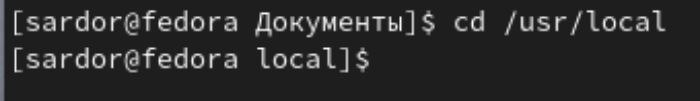 [sardor@fedora Документы]$ cd /usr/local
[sardor@fedora local]$